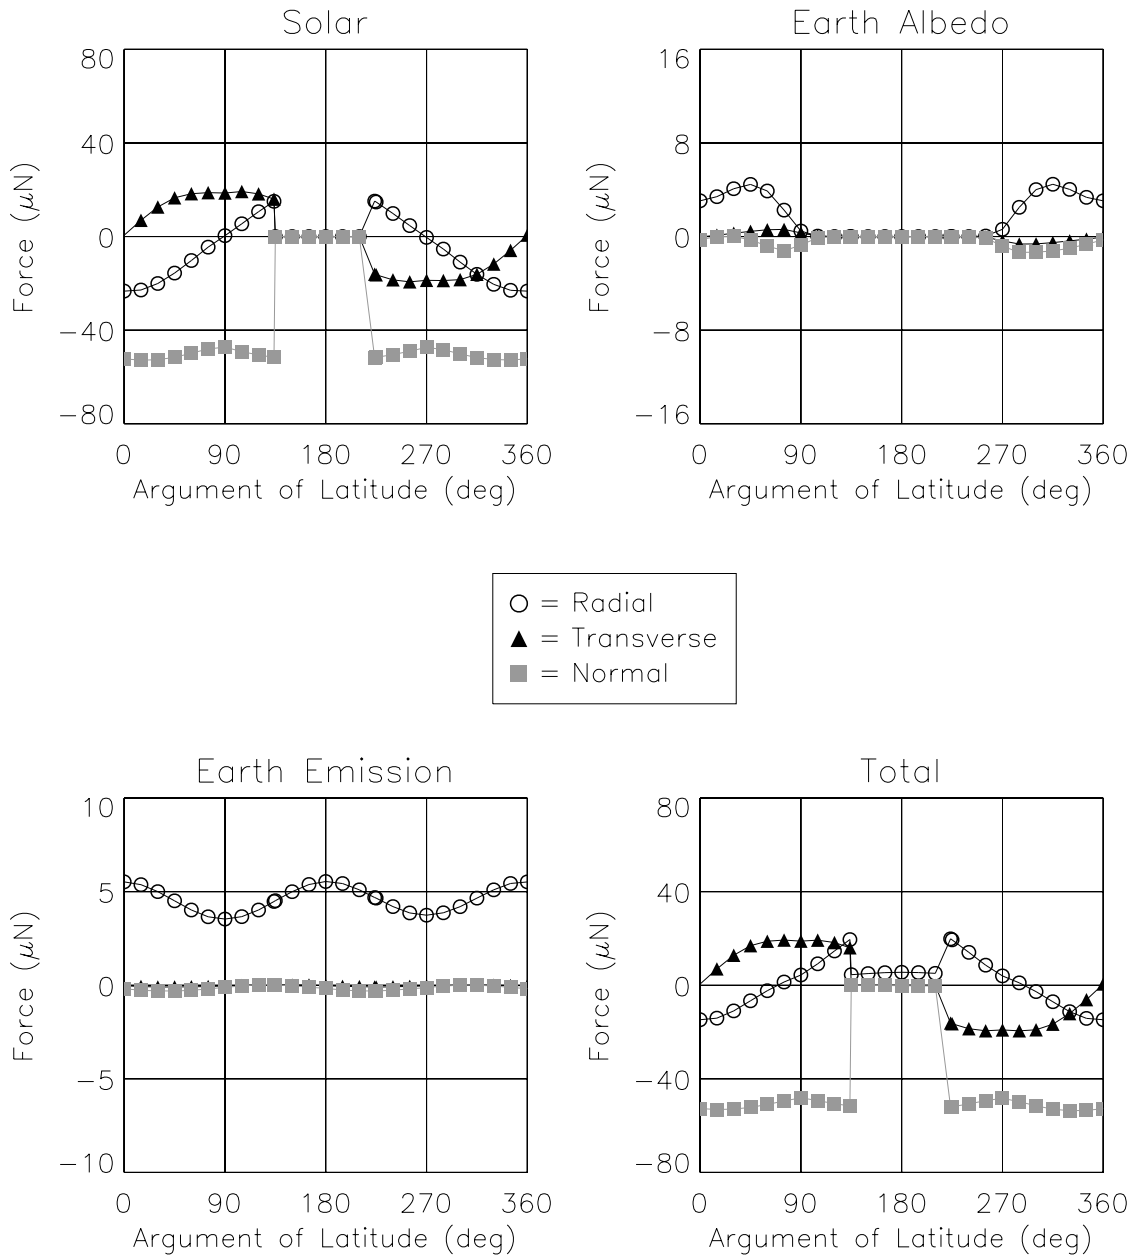 Solar
Force (μN)
80
40
0
−40
−80
0 90 180 270 360
Argument of Latitude (deg)
Earth Albedo
Force (μN)
16
8
0
−8
−16
0 90 180 270 360
Argument of Latitude (deg)
= Radial
= Transverse
= Normal
Earth Emission
Force (μN)
10
5
0
−5
−10
0 90 180 270 360
Argument of Latitude (deg)
Total
Force (μN)
80
40
0
−40
−80
0 90 180 270 360
Argument of Latitude (deg)